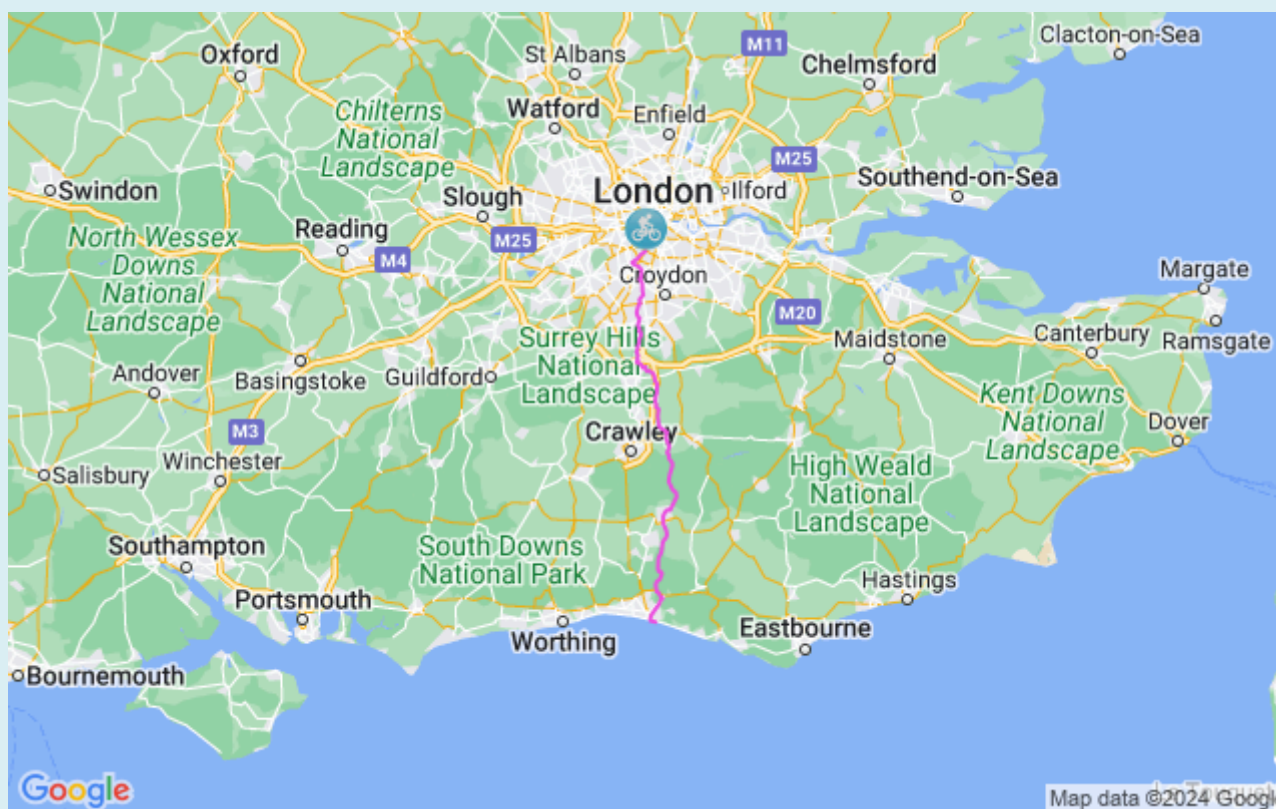 Clacton-on-Sea
M11
Oxford
St Albans
Chelmsford
Chilterns
National
Landscape
Watford
Enfield
M25
Swindon
London
Ilford
Southend-on-Sea
Slough
Reading
M25
M4
North Wessex
Downs
National
Landscape
Croydon
Margate
M20
Ramsgate
Surrey Hills
National
Landscape
Maidstone
Canterbury
Basingstoke
Guildford
Andover
Kent Downs
National
Landscape
Dover
M3
Crawley
Winchester
Salisbury
High Weald
National
Landscape
Southampton
South Downs
National Park
Hastings
Portsmouth
Worthing
Eastbourne
Bournemouth
Google
Map data ©2024 Google